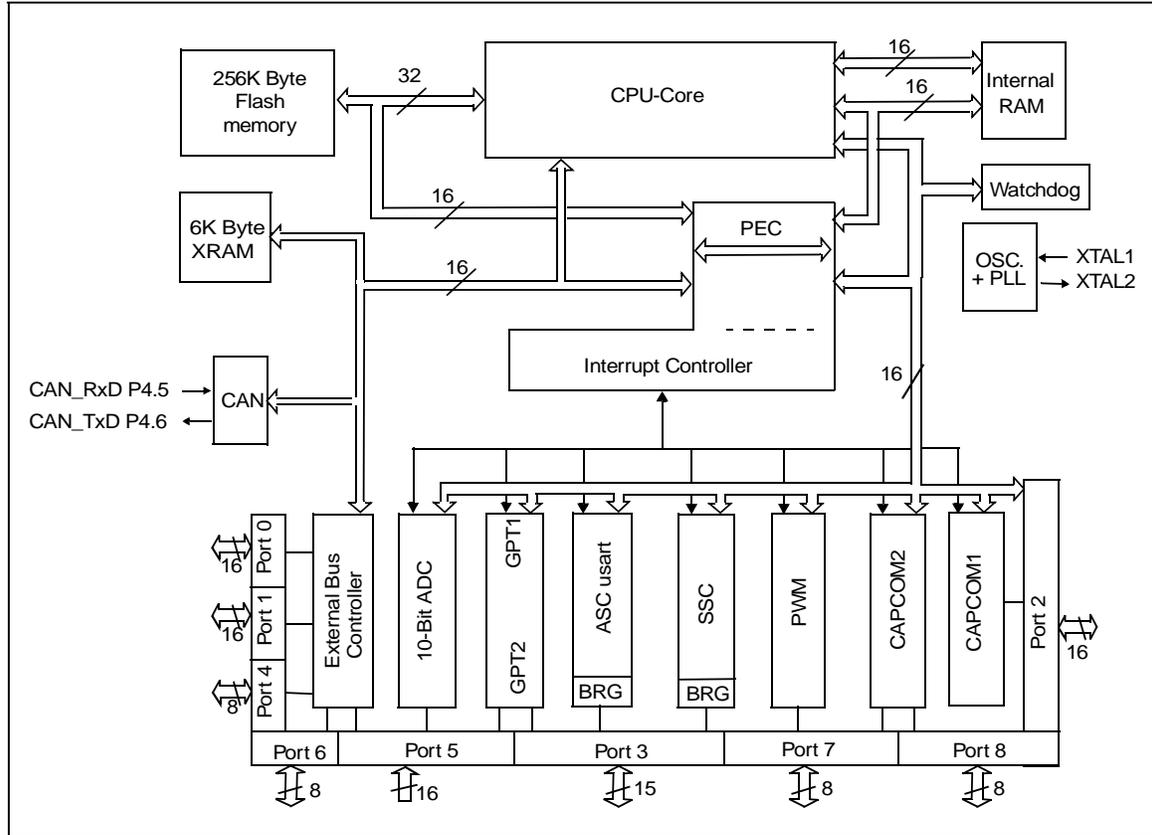 256K Byte
Flash
memory
32
CPU-Core
16
16
Internal
RAM
Watchdog
6K Byte
XRAM
16
16
PEC
OSC.
+ PLL
XTAL1
XTAL2
Interrupt Controller
16
CAN_RxD P4.5
CAN_TxD P4.6
CAN
Port 0
16
Port 1
16
Port 4
8
External Bus
Controller
10-Bit ADC
GPT1
GPT2
ASC usart
BRG
SSC
BRG
PWM
CAPCOM2
CAPCOM1
Port 2
16
Port 6
Port 5
Port 3
Port 7
Port 8
8
16
15
8
8